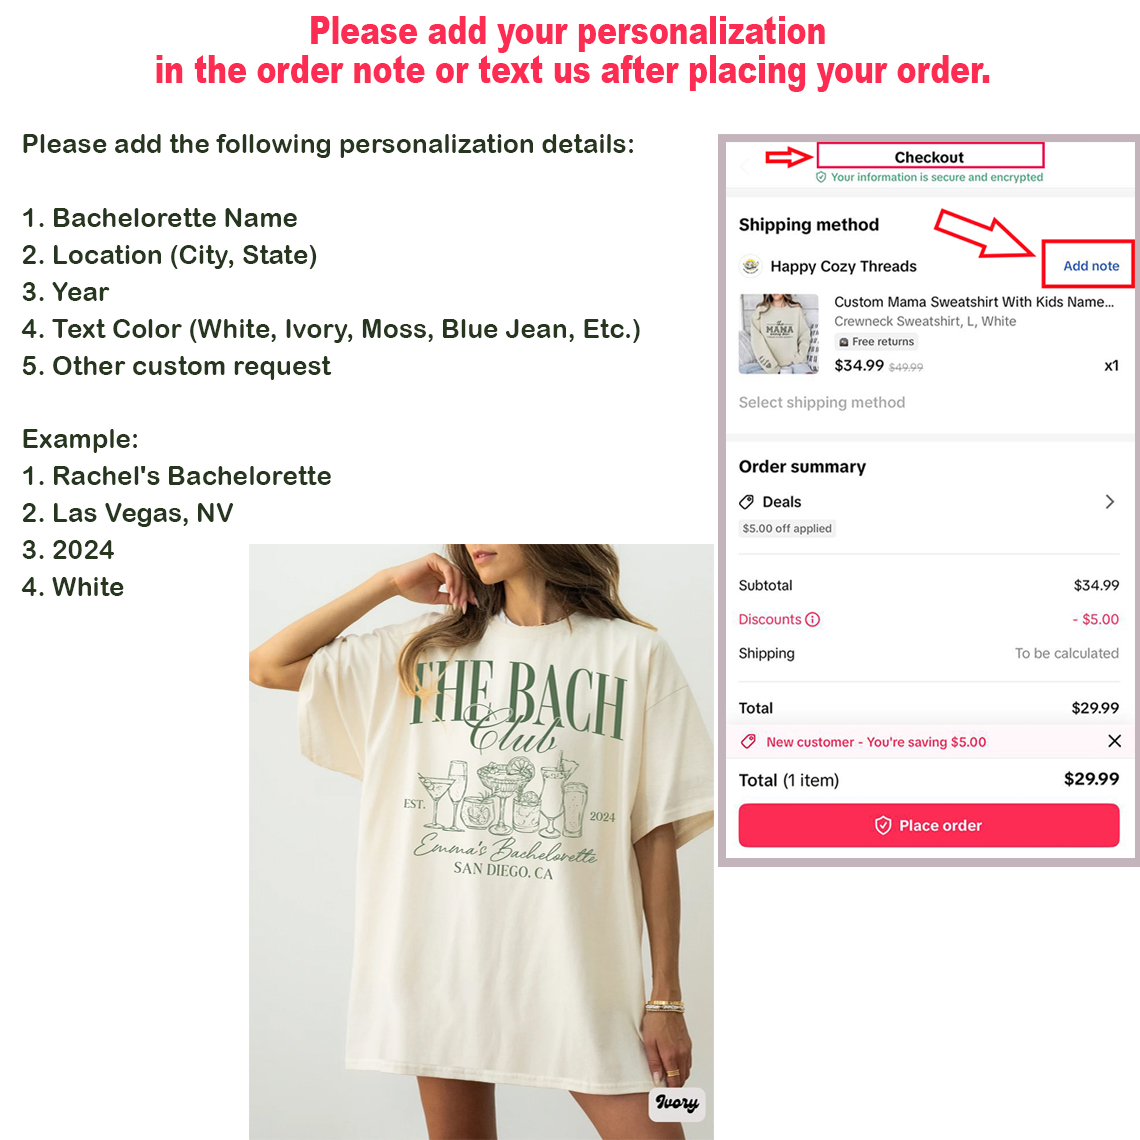 Please add your personalization
in the order note or text us after placing your order.
Please add the following personalization details:
1. Bachelorette Name
2. Location (City, State)
3. Year
4. Text Color (White, Ivory, Moss, Blue Jean, Etc.)
5. Other custom request
Example:
1. Rachel's Bachelorette
2. Las Vegas, NV
3. 2024
4. White
THE BACH
Club
EST.
2024
Emma's Bachelorette
SAN DIEGO. CA
Ivory
Checkout
Your information is secure and encrypted
Shipping method
Happy Cozy Threads
Add note
Custom Mama Sweatshirt With Kids Name...
Crewneck Sweatshirt, L, White
MAMA
Free returns
$34.99 $49.99
x1
Select shipping method
Order summary
Deals
$5.00 off applied
Subtotal $34.99
Discounts - $5.00
Shipping To be calculated
Total $29.99
New customer - You're saving $5.00
Total (1 item) $29.99
Place order